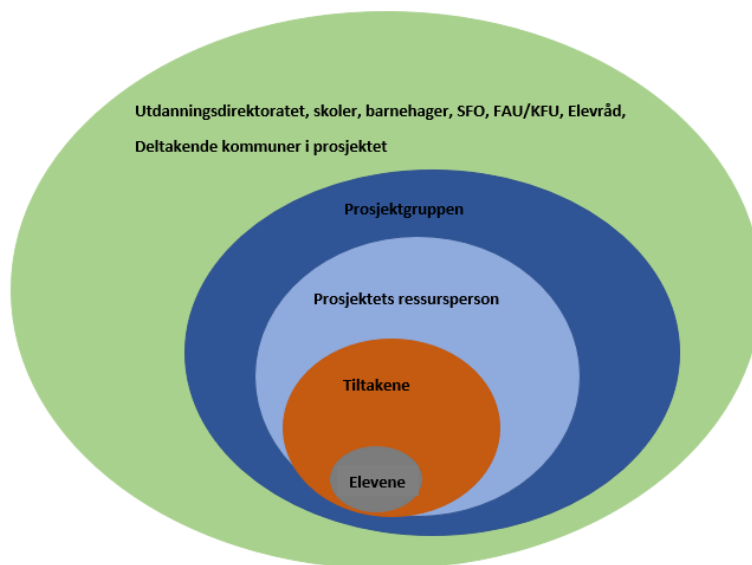 Utdanningsdirektoratet, skoler, barnehager, SFO, FAU/KFU, Elevråd,
Deltakende kommuner i prosjektet
Prosjektgruppen
Prosjektets ressursperson
Tiltakene
Elevene